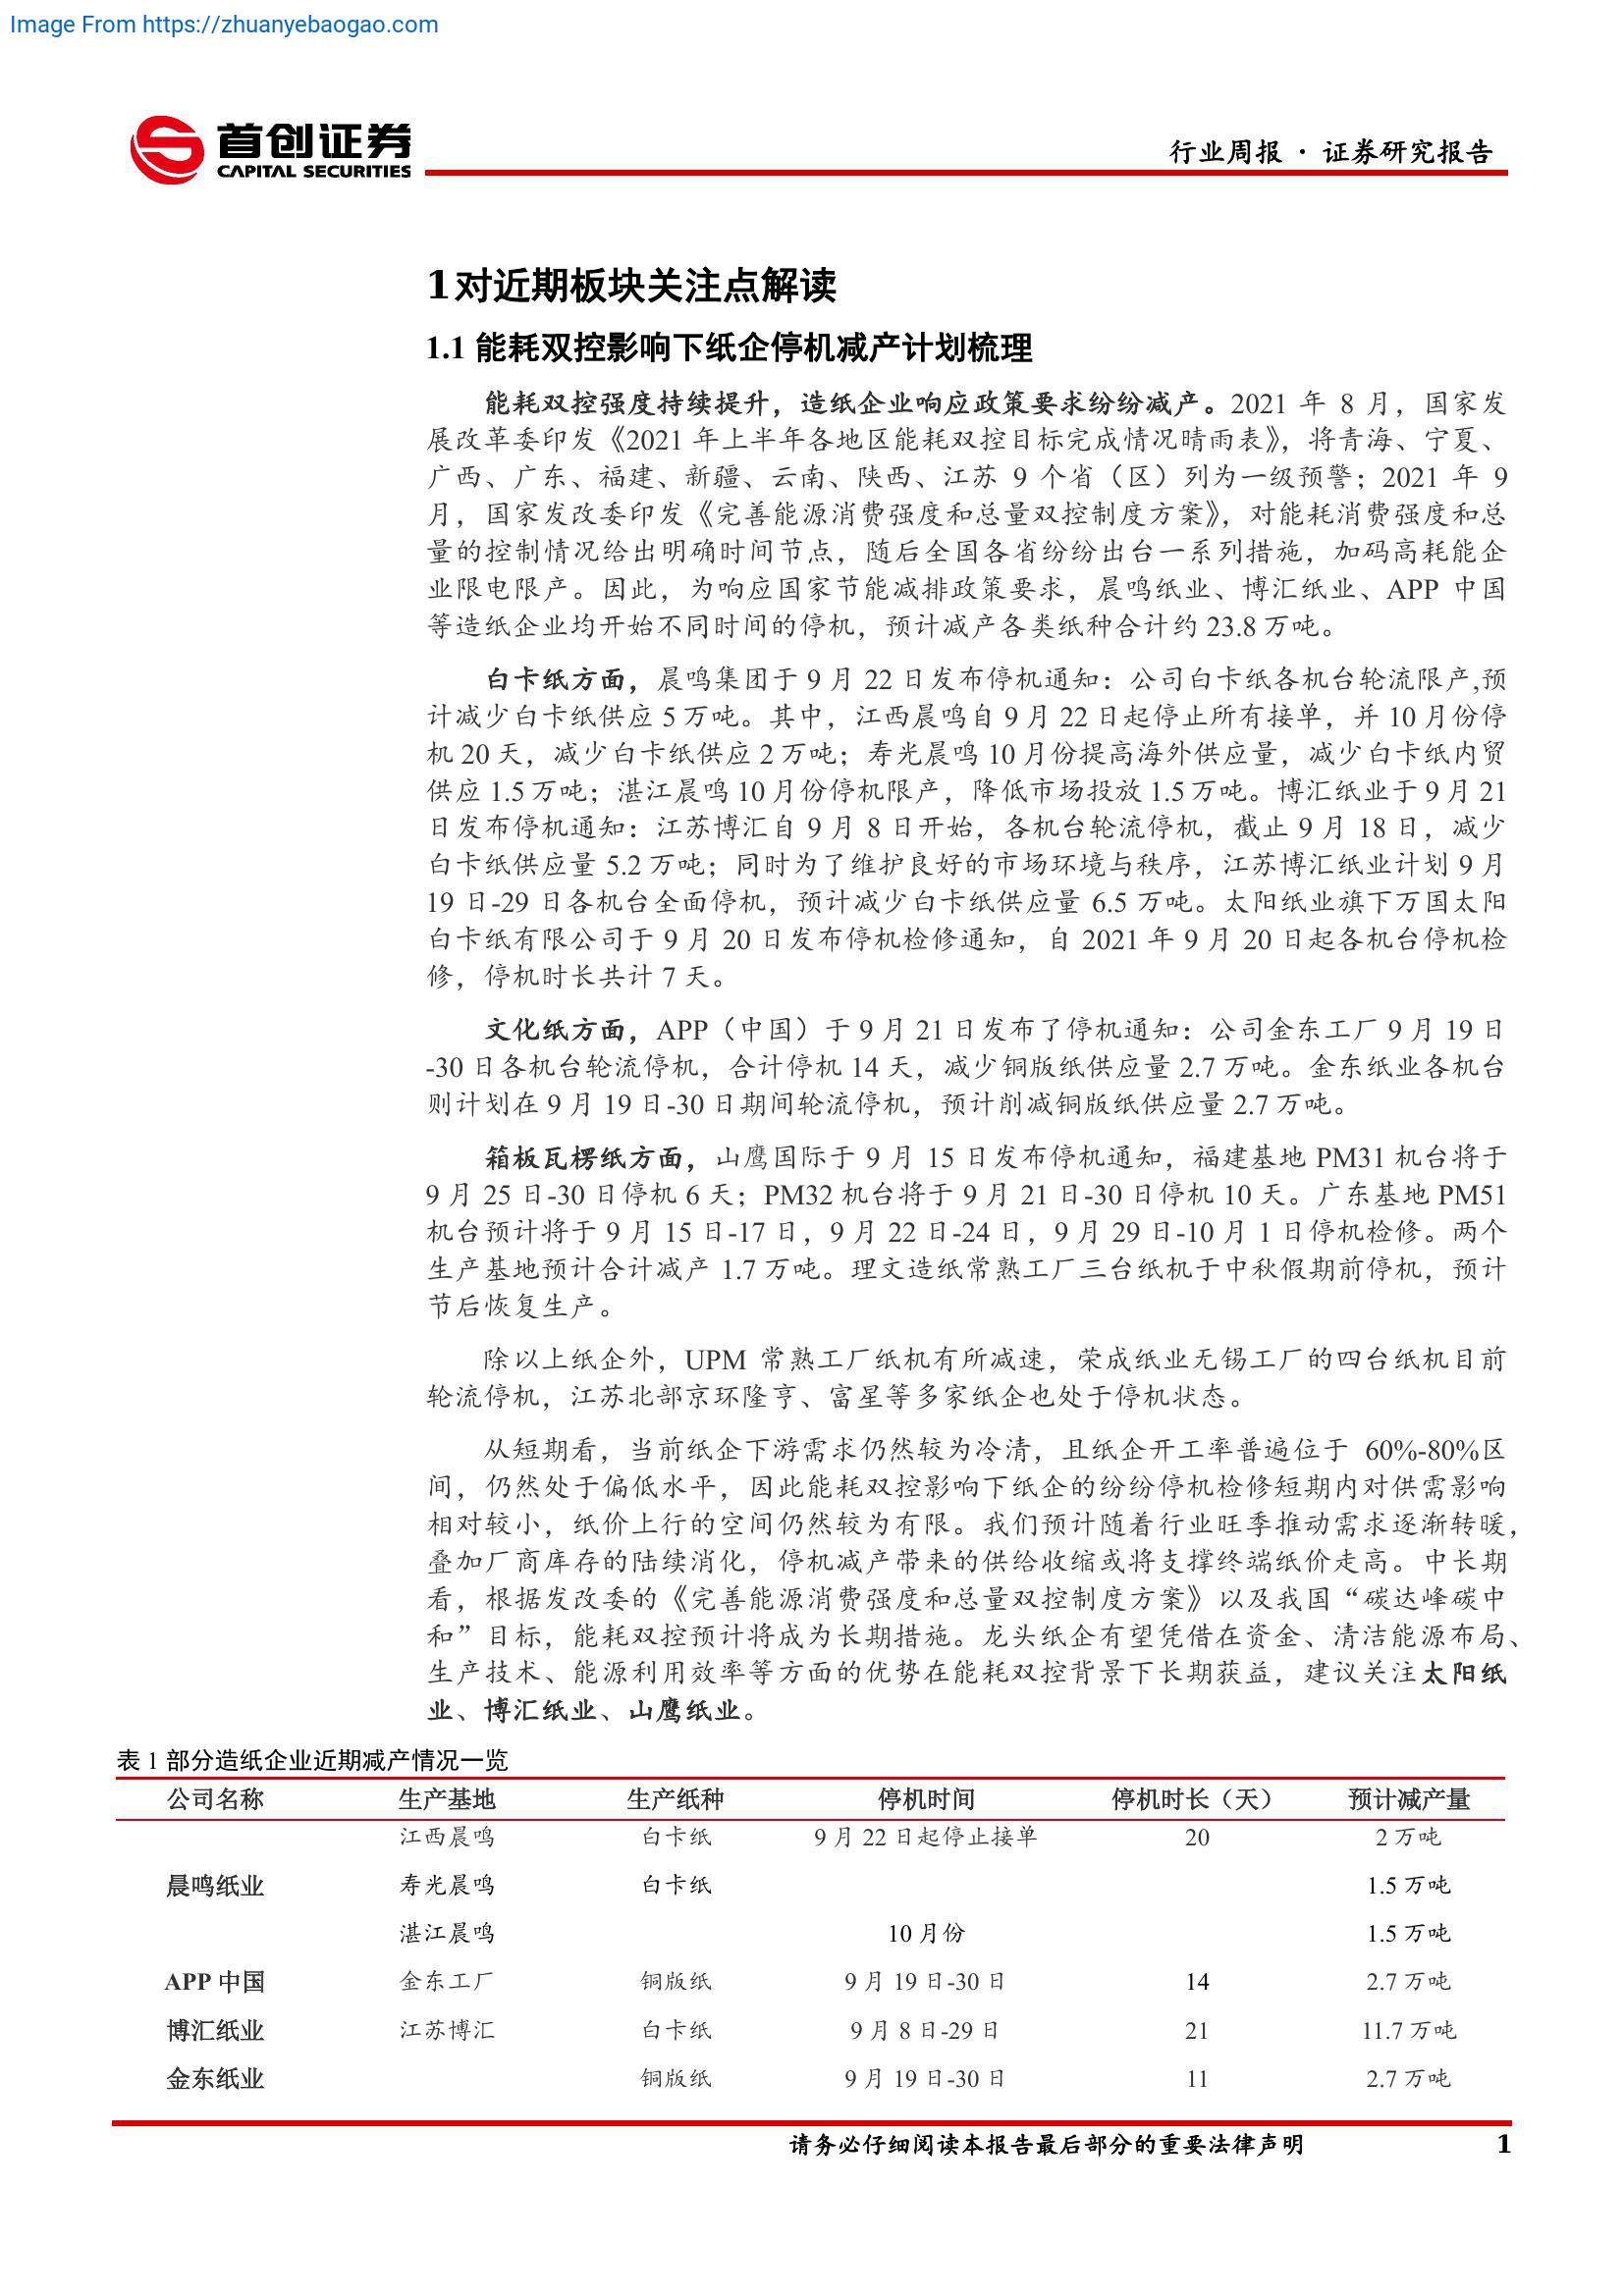 Image From https://zhuanyebaogao.com
首创证券
CAPITAL SECURITIES
行业周报 · 证券研究报告
1 对近期板块关注点解读
1.1 能耗双控影响下纸企停机减产计划梳理
能耗双控强度持续提升，造纸企业响应政策要求纷纷减产。2021 年 8 月，国家发
展改革委印发《2021 年上半年各地区能耗双控目标完成情况晴雨表》，将青海、宁夏、
广西、广东、福建、新疆、云南、陕西、江苏 9 个省（区）列为一级预警；2021 年 9
月，国家发改委印发《完善能源消费强度和总量双控制度方案》，对能耗消费强度和总
量的控制情况给出明确时间节点，随后全国各省纷纷出台一系列措施，加码高耗能企
业限电限产。因此，为响应国家节能减排政策要求，晨鸣纸业、博汇纸业、APP 中国
等造纸企业均开始不同时间的停机，预计减产各类纸种合计约 23.8 万吨。
白卡纸方面，晨鸣集团于 9 月 22 日发布停机通知：公司白卡纸各机台轮流限产,预
计减少白卡纸供应 5 万吨。其中，江西晨鸣自 9 月 22 日起停止所有接单，并 10 月份停
机 20 天，减少白卡纸供应 2 万吨；寿光晨鸣 10 月份提高海外供应量，减少白卡纸内贸
供应 1.5 万吨；湛江晨鸣 10 月份停机限产，降低市场投放 1.5 万吨。博汇纸业于 9 月 21
日发布停机通知：江苏博汇自 9 月 8 日开始，各机台轮流停机，截止 9 月 18 日，减少
白卡纸供应量 5.2 万吨；同时为了维护良好的市场环境与秩序，江苏博汇纸业计划 9 月
19 日-29 日各机台全面停机，预计减少白卡纸供应量 6.5 万吨。太阳纸业旗下万国太阳
白卡纸有限公司于 9 月 20 日发布停机检修通知，自 2021 年 9 月 20 日起各机台停机检
修，停机时长共计 7 天。
文化纸方面，APP（中国）于 9 月 21 日发布了停机通知：公司金东工厂 9 月 19 日
-30 日各机台轮流停机，合计停机 14 天，减少铜版纸供应量 2.7 万吨。金东纸业各机台
则计划在 9 月 19 日-30 日期间轮流停机，预计削减铜版纸供应量 2.7 万吨。
箱板瓦楞纸方面，山鹰国际于 9 月 15 日发布停机通知，福建基地 PM31 机台将于
9 月 25 日-30 日停机 6 天；PM32 机台将于 9 月 21 日-30 日停机 10 天。广东基地 PM51
机台预计将于 9 月 15 日-17 日，9 月 22 日-24 日，9 月 29 日-10 月 1 日停机检修。两个
生产基地预计合计减产 1.7 万吨。理文造纸常熟工厂三台纸机于中秋假期前停机，预计
节后恢复生产。
除以上纸企外，UPM 常熟工厂纸机有所减速，荣成纸业无锡工厂的四台纸机目前
轮流停机，江苏北部京环隆亨、富星等多家纸企也处于停机状态。
从短期看，当前纸企下游需求仍然较为冷清，且纸企开工率普遍位于 60%-80%区
间，仍然处于偏低水平，因此能耗双控影响下纸企的纷纷停机检修短期内对供需影响
相对较小，纸价上行的空间仍然较为有限。我们预计随着行业旺季推动需求逐渐转暖，
叠加厂商库存的陆续消化，停机减产带来的供给收缩或将支撑终端纸价走高。中长期
看，根据发改委的《完善能源消费强度和总量双控制度方案》以及我国“碳达峰碳中
和”目标，能耗双控预计将成为长期措施。龙头纸企有望凭借在资金、清洁能源布局、
生产技术、能源利用效率等方面的优势在能耗双控背景下长期获益，建议关注太阳纸
业、博汇纸业、山鹰纸业。
表 1 部分造纸企业近期减产情况一览
公司名称 生产基地 生产纸种 停机时间 停机时长（天） 预计减产量
江西晨鸣 白卡纸 9 月 22 日起停止接单 20 2 万吨
晨鸣纸业 寿光晨鸣 白卡纸 1.5 万吨
湛江晨鸣 10 月份 1.5 万吨
APP 中国 金东工厂 铜版纸 9 月 19 日-30 日 14 2.7 万吨
博汇纸业 江苏博汇 白卡纸 9 月 8 日-29 日 21 11.7 万吨
金东纸业 铜版纸 9 月 19 日-30 日 11 2.7 万吨
请务必仔细阅读本报告最后部分的重要法律声明 1